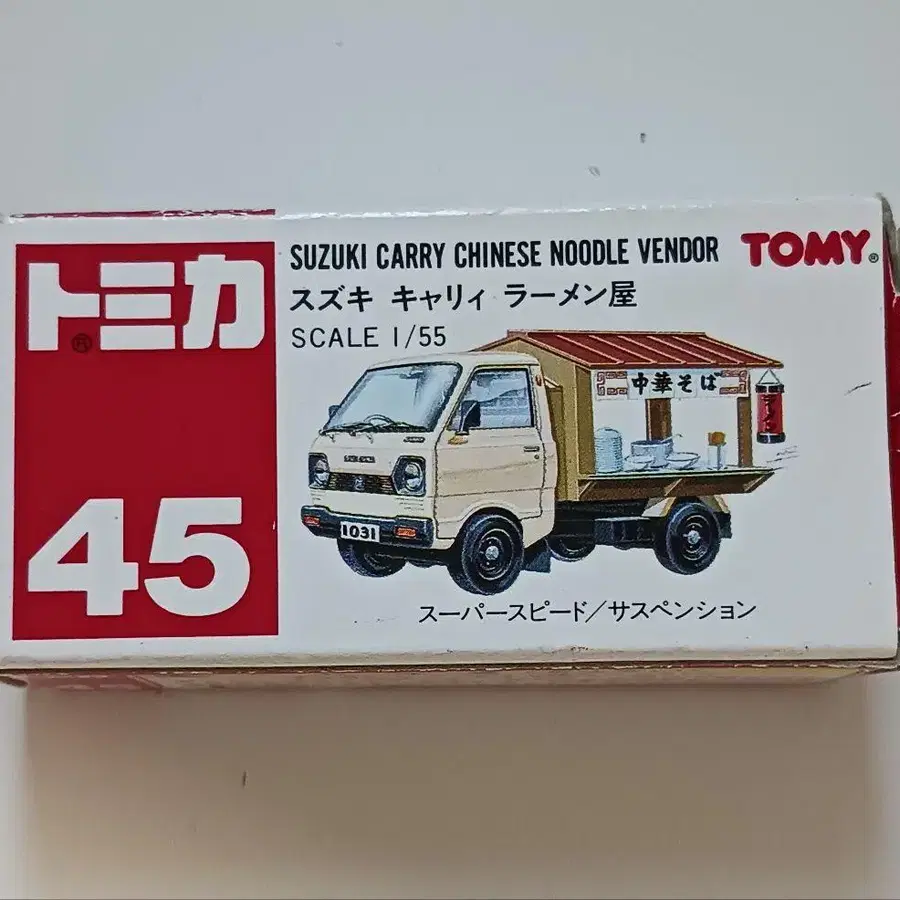 トミカ®
45
SUZUKI CARRY CHINESE NOODLE VENDOR
TOMY®
スズキ キャリィ ラーメン屋
SCALE 1/55
中華そば
1031
スーパースピード/サスペンション